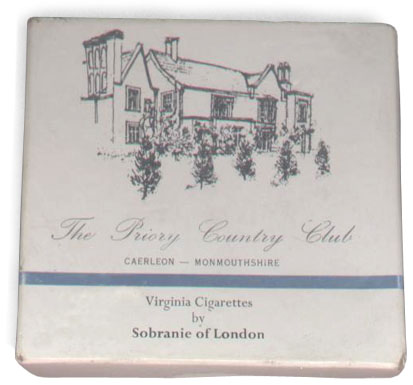 The Priory Country Club
CAERLEON — MONMOUTHSHIRE
Virginia Cigarettes
by
Sobranie of London